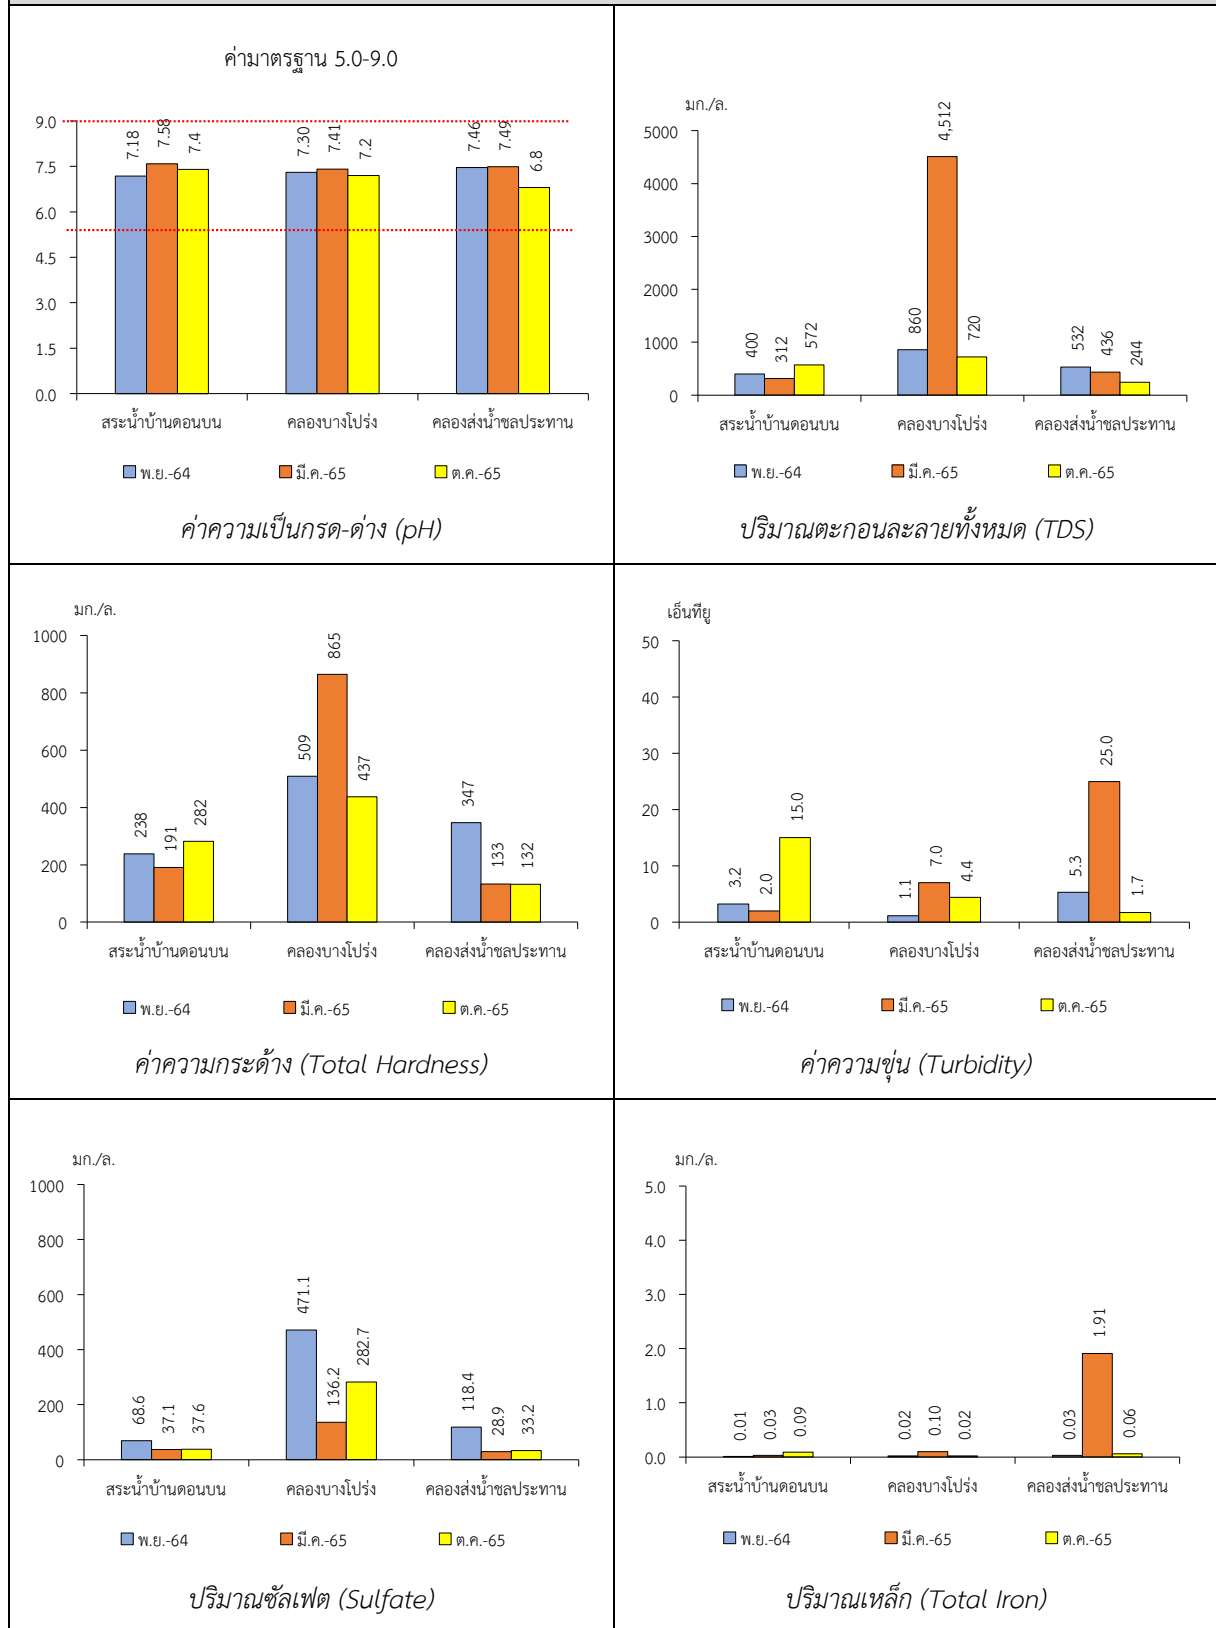 ค่ามาตรฐาน 5.0-9.0
9.0
7.5
6.0
4.5
3.0
1.5
0.0
7.18
7.58
7.4
7.30
7.41
7.2
7.46
7.49
6.8
สระน้ำบ้านดอนบน
คลองบางโปร่ง
คลองส่งน้ำชลประทาน
พ.ย.-64
มี.ค.-65
ต.ค.-65
ค่าความเป็นกรด-ด่าง (pH)
มก./ล.
5000
4000
3000
2000
1000
0
400
312
572
860
4,512
720
532
436
244
สระน้ำบ้านดอนบน
คลองบางโปร่ง
คลองส่งน้ำชลประทาน
พ.ย.-64
มี.ค.-65
ต.ค.-65
ปริมาณตะกอนละลายทั้งหมด (TDS)
มก./ล.
1000
800
600
400
200
0
238
191
282
509
865
437
347
133
132
สระน้ำบ้านดอนบน
คลองบางโปร่ง
คลองส่งน้ำชลประทาน
พ.ย.-64
มี.ค.-65
ต.ค.-65
ค่าความกระด้าง (Total Hardness)
เอ็นทียู
50
40
30
20
10
0
3.2
2.0
15.0
1.1
7.0
4.4
5.3
25.0
1.7
สระน้ำบ้านดอนบน
คลองบางโปร่ง
คลองส่งน้ำชลประทาน
พ.ย.-64
มี.ค.-65
ต.ค.-65
ค่าความขุ่น (Turbidity)
มก./ล.
1000
800
600
400
200
0
68.6
37.1
37.6
471.1
136.2
282.7
118.4
28.9
33.2
สระน้ำบ้านดอนบน
คลองบางโปร่ง
คลองส่งน้ำชลประทาน
พ.ย.-64
มี.ค.-65
ต.ค.-65
ปริมาณซัลเฟต (Sulfate)
มก./ล.
5.0
4.0
3.0
2.0
1.0
0.0
0.01
0.03
0.09
0.02
0.10
0.02
0.03
1.91
0.06
สระน้ำบ้านดอนบน
คลองบางโปร่ง
คลองส่งน้ำชลประทาน
พ.ย.-64
มี.ค.-65
ต.ค.-65
ปริมาณเหล็ก (Total Iron)